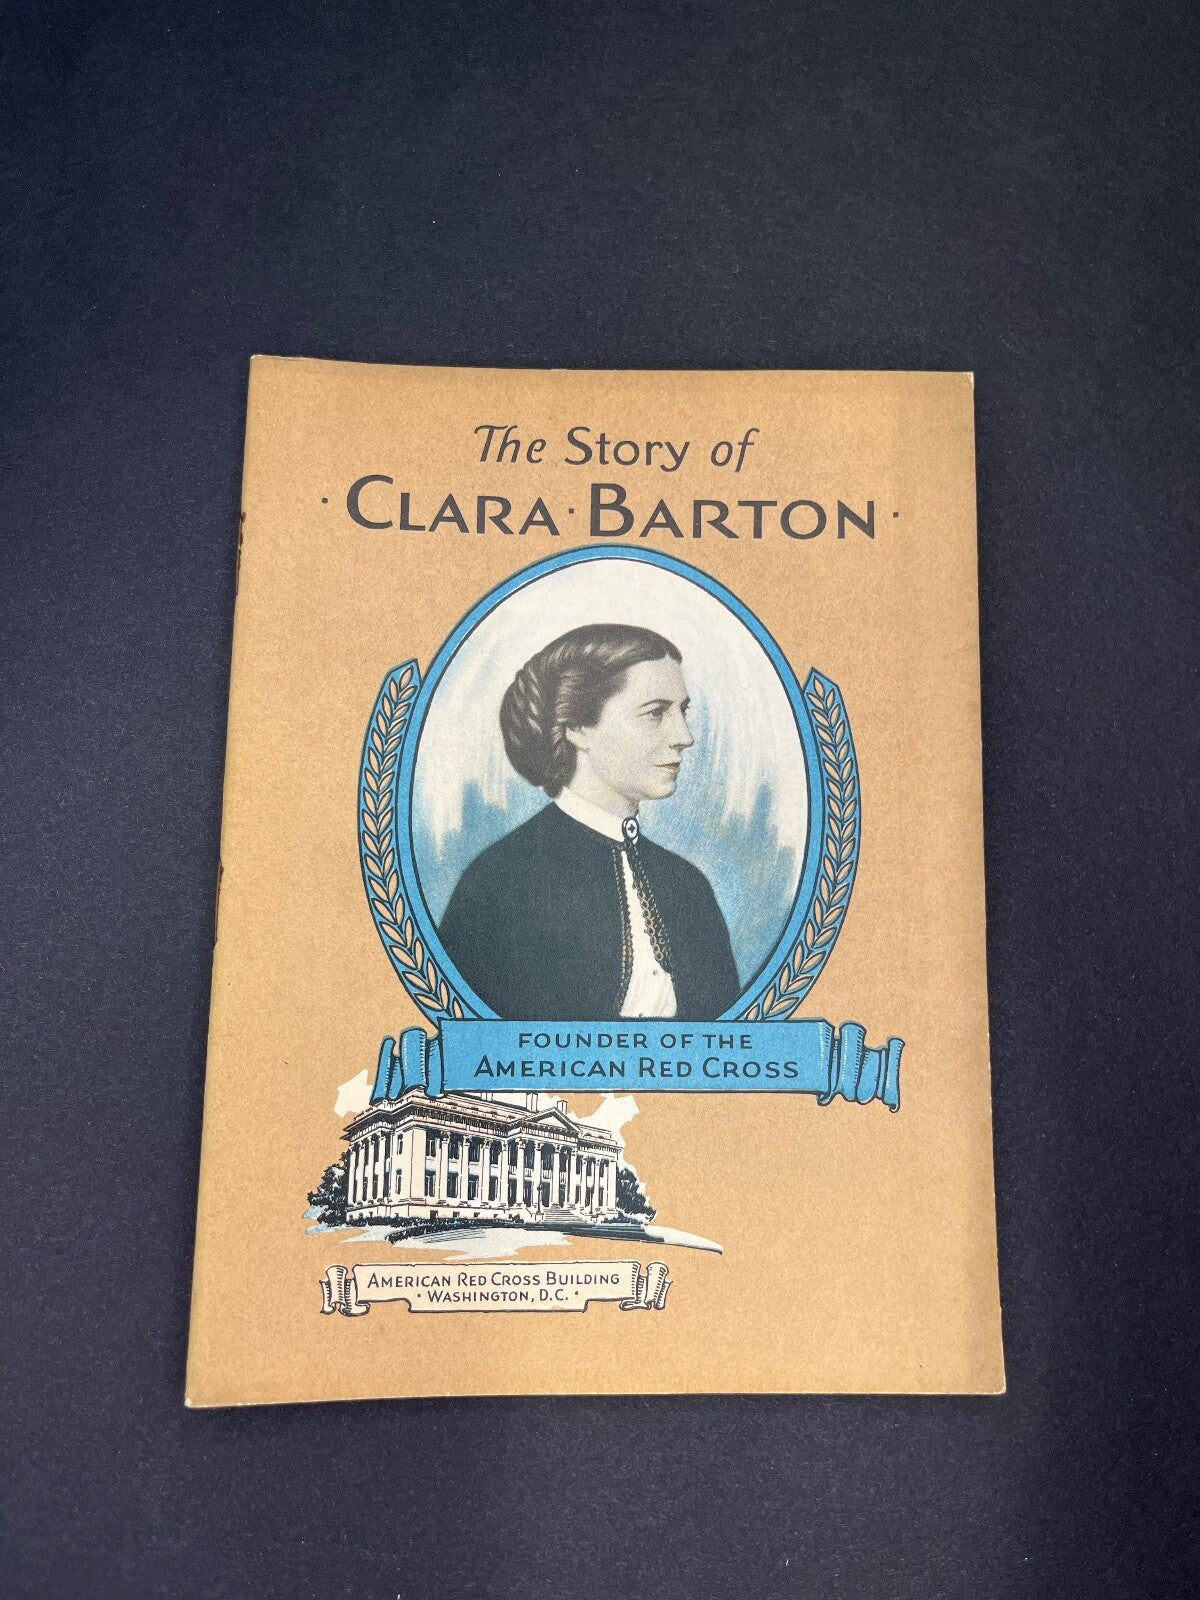 The Story of
· CLARA · BARTON ·
FOUNDER OF THE
AMERICAN RED CROSS
AMERICAN RED CROSS BUILDING
· WASHINGTON, D.C. ·